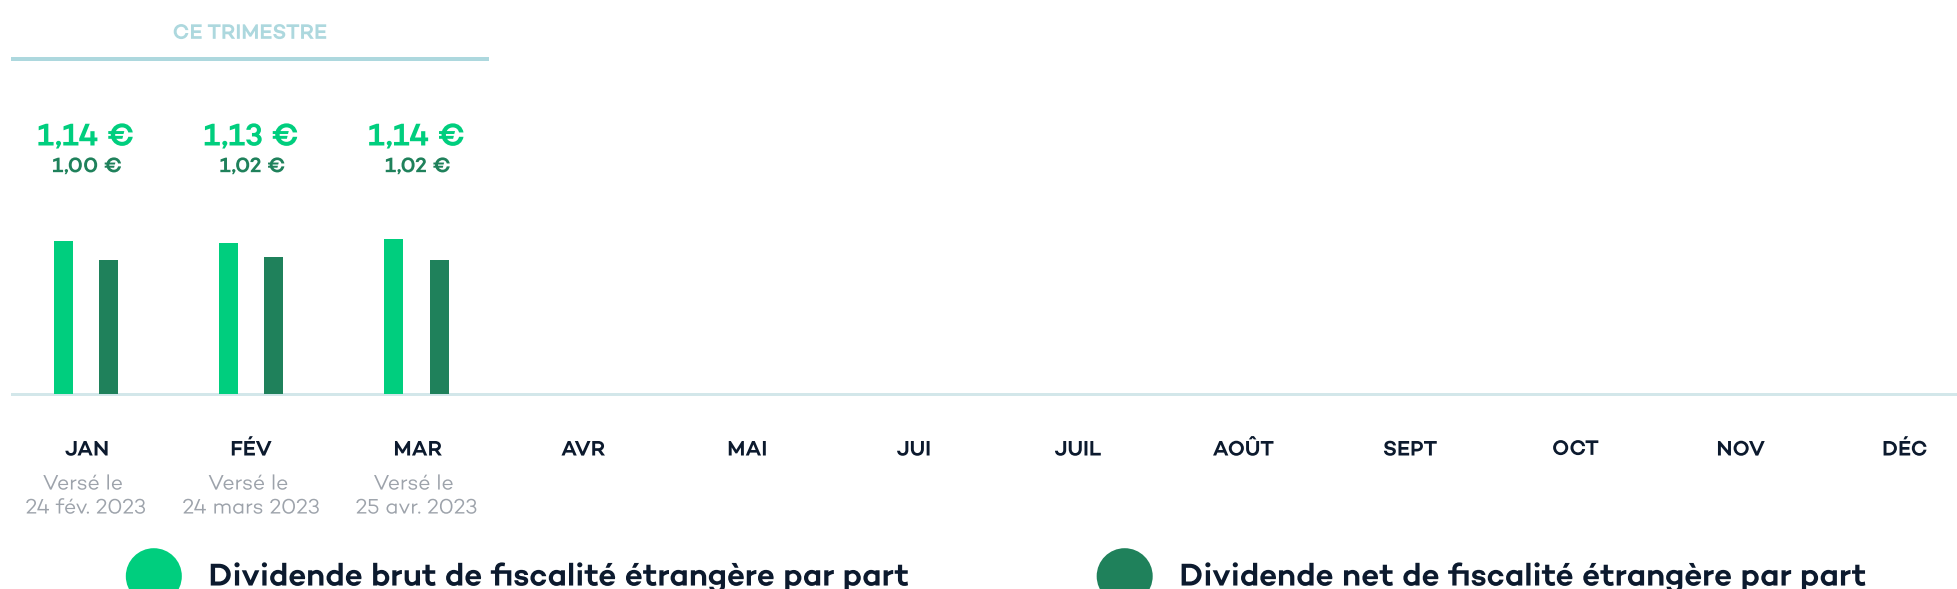 CE TRIMESTRE
1,14 € 1,13 € 1,14 €
1,00 € 1,02 € 1,02 €
JAN FÉV MAR AVR MAI JUI JUIL AOÛT SEPT OCT NOV DÉC
Versé le Versé le Versé le
24 fév. 2023 24 mars 2023 25 avr. 2023
Dividende brut de fiscalité étrangère par part Dividende net de fiscalité étrangère par part